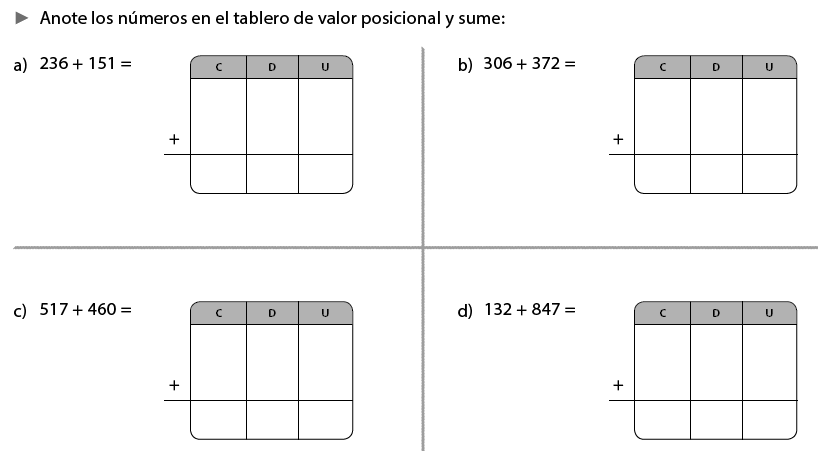 ► Anote los números en el tablero de valor posicional y sume:
a) 236 + 151 =
C D U
+
b) 306 + 372 =
C D U
+
c) 517 + 460 =
C D U
+
d) 132 + 847 =
C D U
+